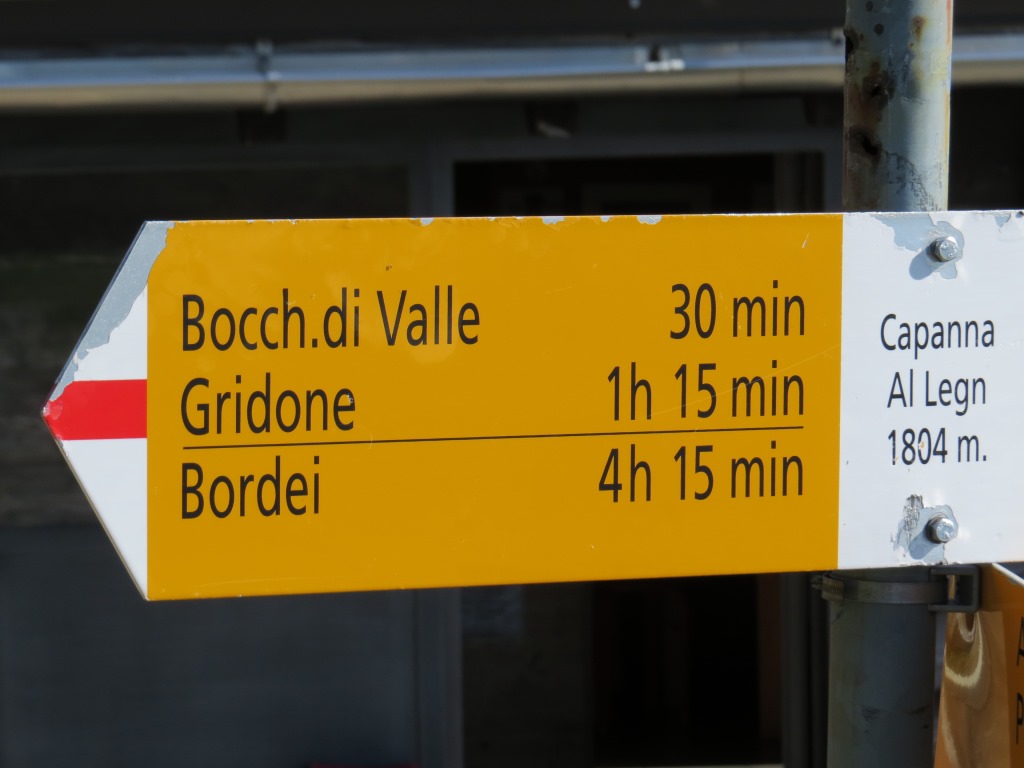 Bocch.di Valle 30 min
Gridone 1h 15 min
Bordei 4h 15 min
Capanna
Al Legn
1804 m.